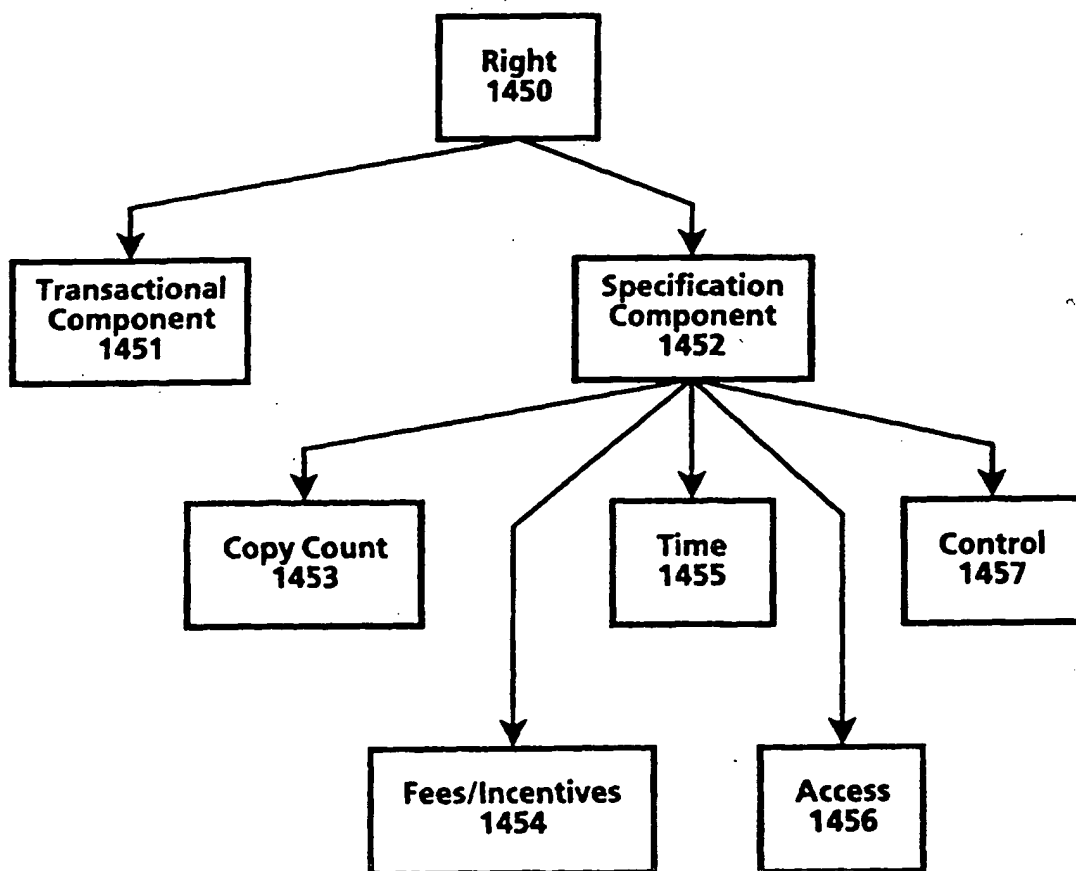 Right
1450
Transactional
Component
1451
Specification
Component
1452
Copy Count
1453
Time
1455
Control
1457
Fees/Incentives
1454
Access
1456